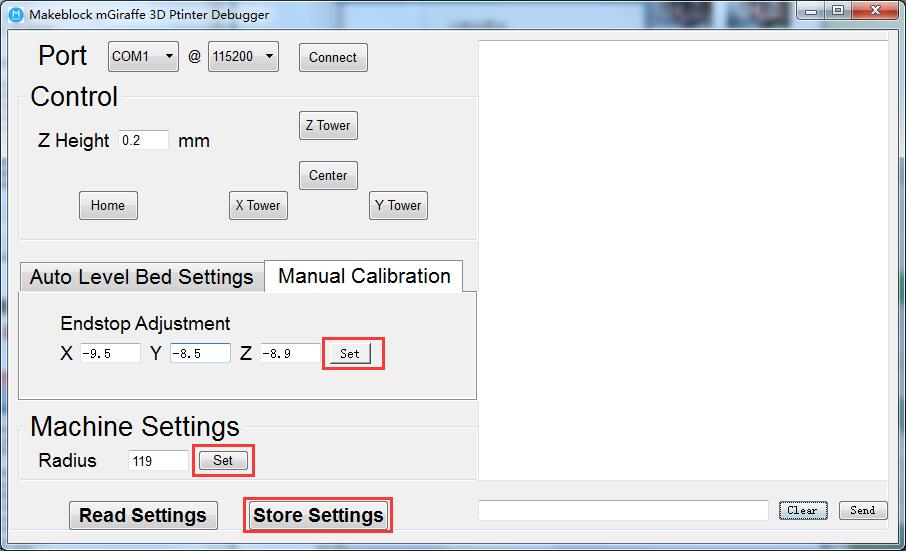 Makeblock mGiraffe 3D Ptinter Debugger
Port COM1 @ 115200 Connect
Control
Z Height 0.2 mm
Z Tower
Center
Home X Tower Y Tower
Auto Level Bed Settings Manual Calibration
Endstop Adjustment
X -9.5 Y -8.5 Z -8.9 Set
Machine Settings
Radius 119 Set
Read Settings Store Settings Clear Send